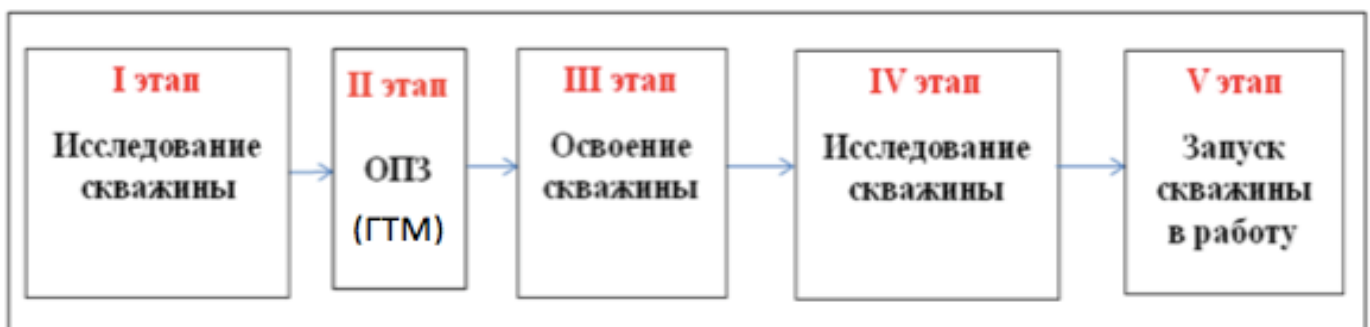 I этап
Исследование
скважины
II этап
ОПЗ
(ГТМ)
III этап
Освоение
скважины
IV этап
Исследование
скважины
V этап
Запуск
скважины
в работу